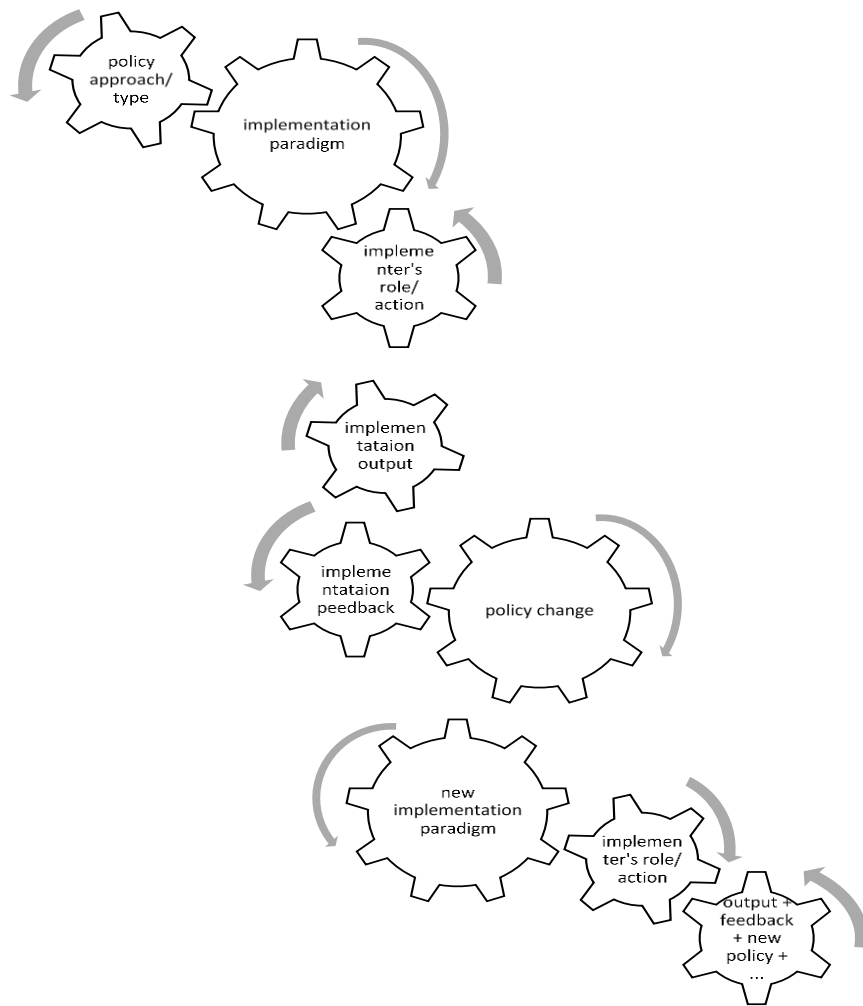 policy
approach/
type
implementation
paradigm
impleme
nter's
role/
action
implemen
tataion
output
impleme
ntataion
peedback
policy change
new
implementation
paradigm
implemen
ter's role/
action
output +
feedback
+ new
policy +
...